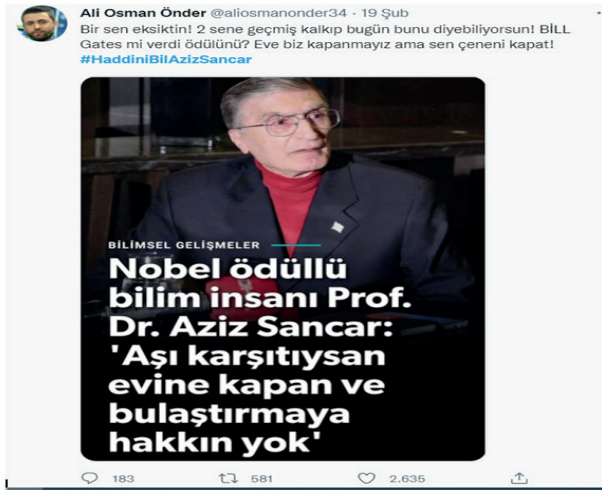 Ali Osman Önder @aliosmanonder34 · 19 Şub
Bir sen eksiktin! 2 sene geçmiş kalkıp bugün bunu diyebiliyorsun! BİLL
Gates mi verdi ödülünü? Eve biz kapanmayız ama sen çeneni kapat!
#HaddiniBilAzizSancar
BİLİMSEL GELİŞMELER
Nobel ödüllü
bilim insanı Prof.
Dr. Aziz Sancar:
'Aşı karşıtıysan
evine kapan ve
bulaştırmaya
hakkın yok'
183 581 2.635